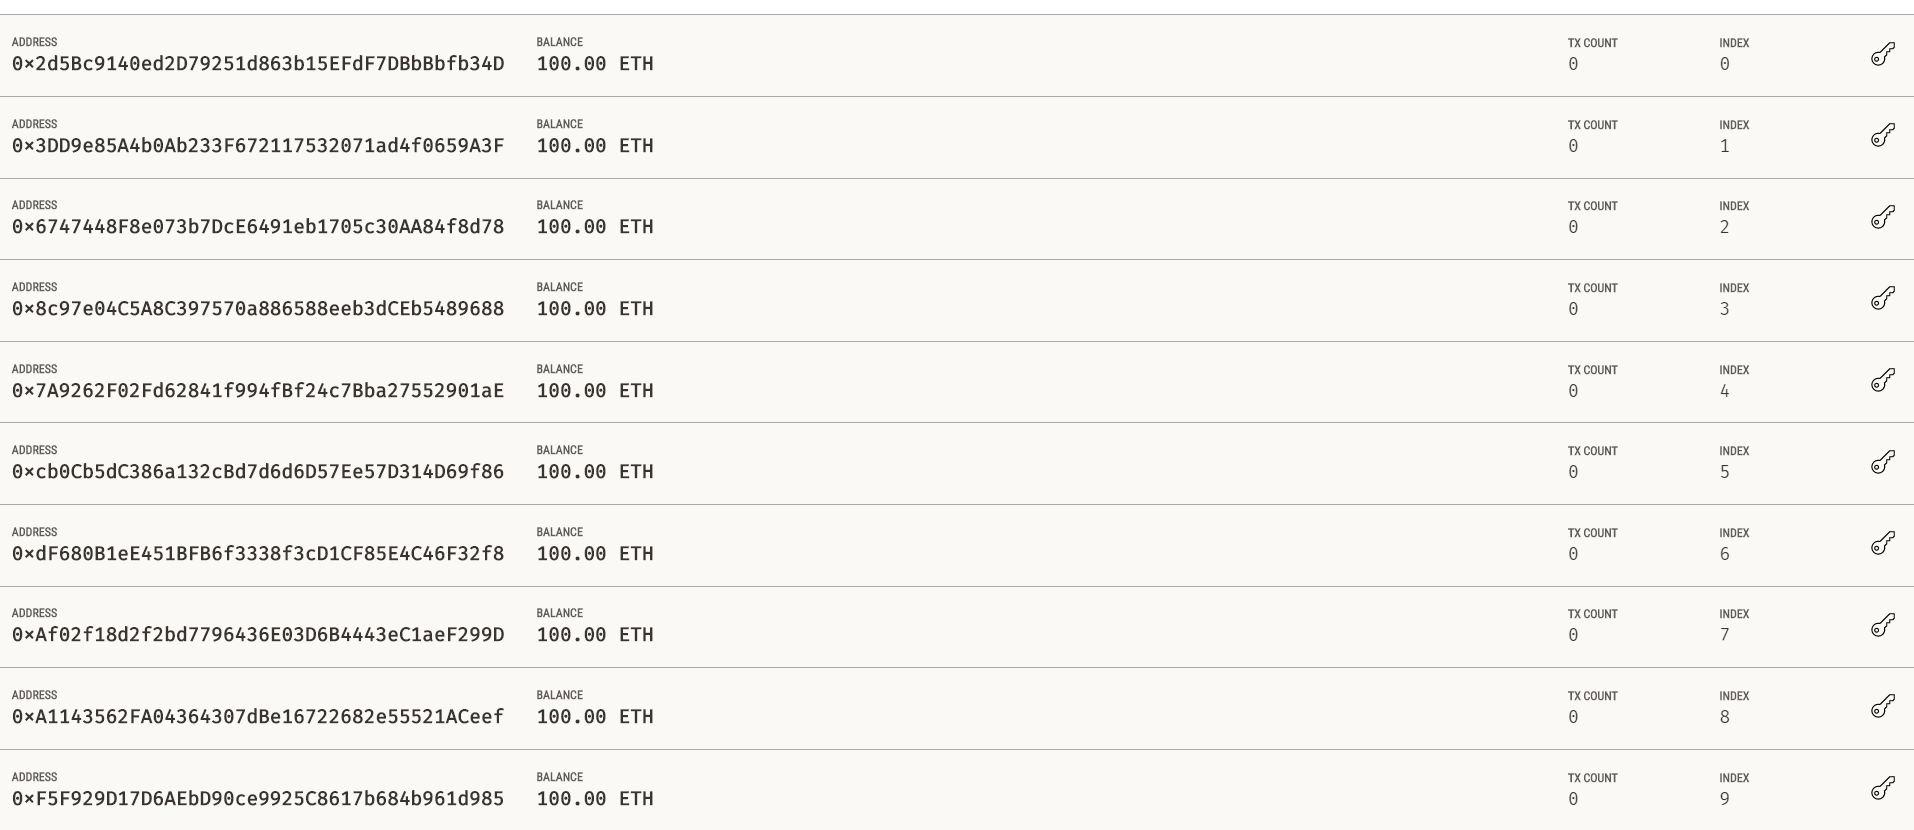 ADDRESS BALANCE TX COUNT INDEX
0x2d5Bc9140ed2D79251d863b15EFdF7DBbBbfb34D 100.00 ETH 0 0
ADDRESS BALANCE TX COUNT INDEX
0x3DD9e85A4b0Ab233F672117532071ad4f0659A3F 100.00 ETH 0 1
ADDRESS BALANCE TX COUNT INDEX
0x6747448F8e073b7DcE6491eb1705c30AA84f8d78 100.00 ETH 0 2
ADDRESS BALANCE TX COUNT INDEX
0x8c97e04C5A8C397570a886588eeb3dCEb5489688 100.00 ETH 0 3
ADDRESS BALANCE TX COUNT INDEX
0x7A9262F02Fd62841f994fBf24c7Bba27552901aE 100.00 ETH 0 4
ADDRESS BALANCE TX COUNT INDEX
0xcb0Cb5dC386a132cBd7d6d6D57Ee57D314D69f86 100.00 ETH 0 5
ADDRESS BALANCE TX COUNT INDEX
0xdF680B1eE451BFB6f3338f3cD1CF85E4C46F32f8 100.00 ETH 0 6
ADDRESS BALANCE TX COUNT INDEX
0xAf02f18d2f2bd7796436E03D6B4443eC1aeF299D 100.00 ETH 0 7
ADDRESS BALANCE TX COUNT INDEX
0xA1143562FA04364307dBe16722682e55521ACeef 100.00 ETH 0 8
ADDRESS BALANCE TX COUNT INDEX
0xF5F929D17D6AEbD90ce9925C8617b684b961d985 100.00 ETH 0 9